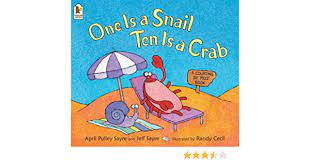 One Is a Snail
Ten Is a Crab
A COUNTING
BY FEET
BOOK
April Pulley Sayre and Jeff Sayre illustrated by Randy Cecil